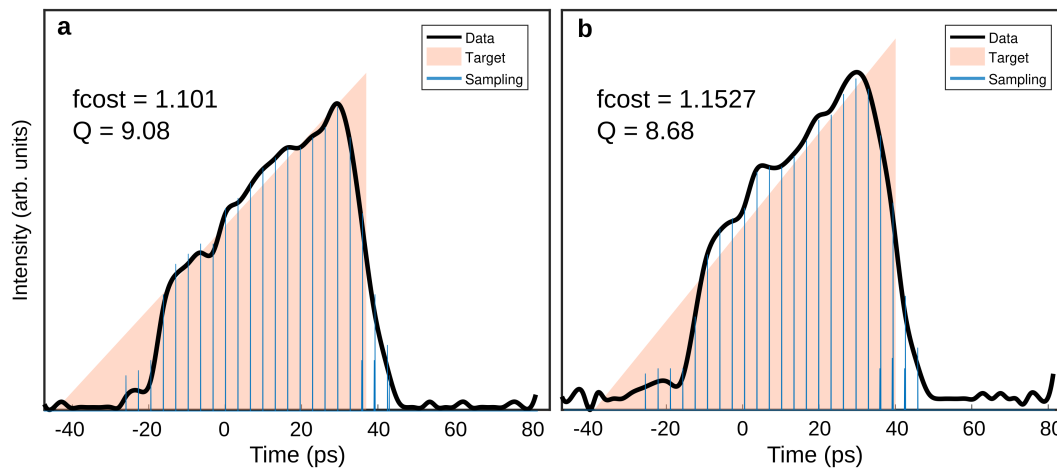 a
Data
Target
Sampling
fcost = 1.101
Q = 9.08
Intensity (arb. units)
-40 -20 0 20 40 60 80
Time (ps)
b
Data
Target
Sampling
fcost = 1.1527
Q = 8.68
-40 -20 0 20 40 60 80
Time (ps)